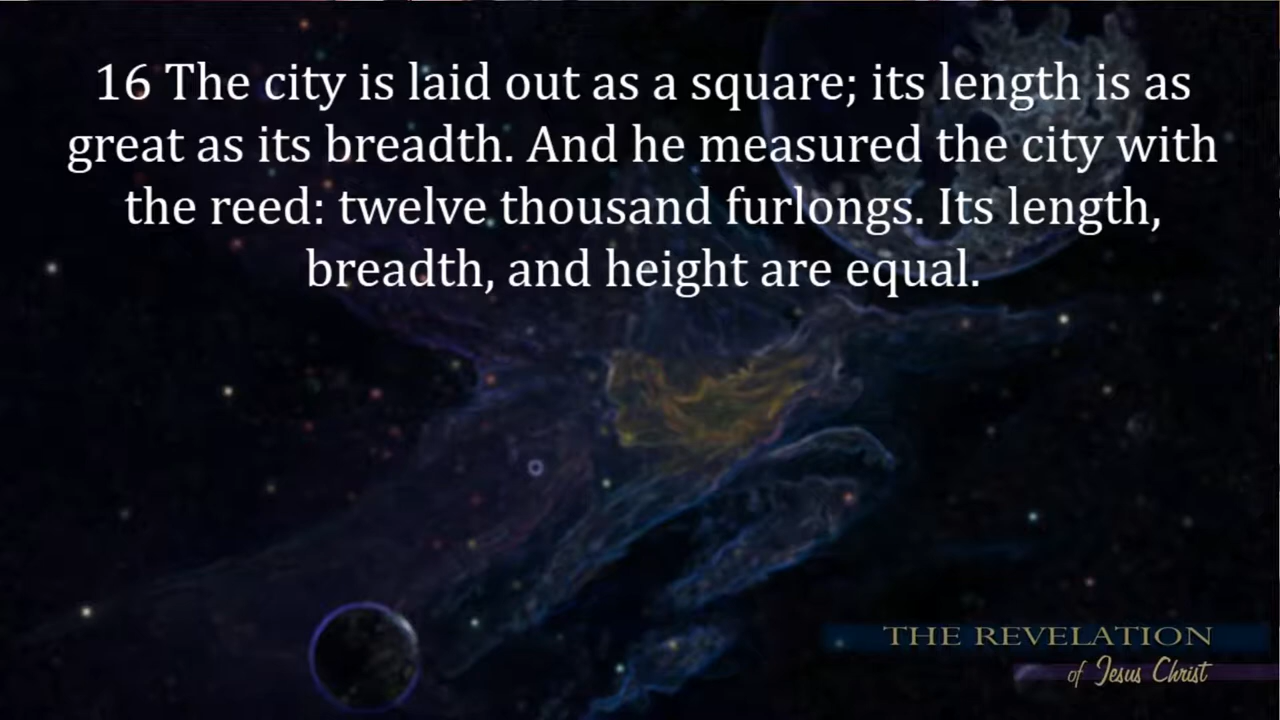 16 The city is laid out as a square; its length is as
great as its breadth. And he measured the city with
the reed: twelve thousand furlongs. Its length,
breadth, and height are equal.
THE REVELATION
of Jesus Christ